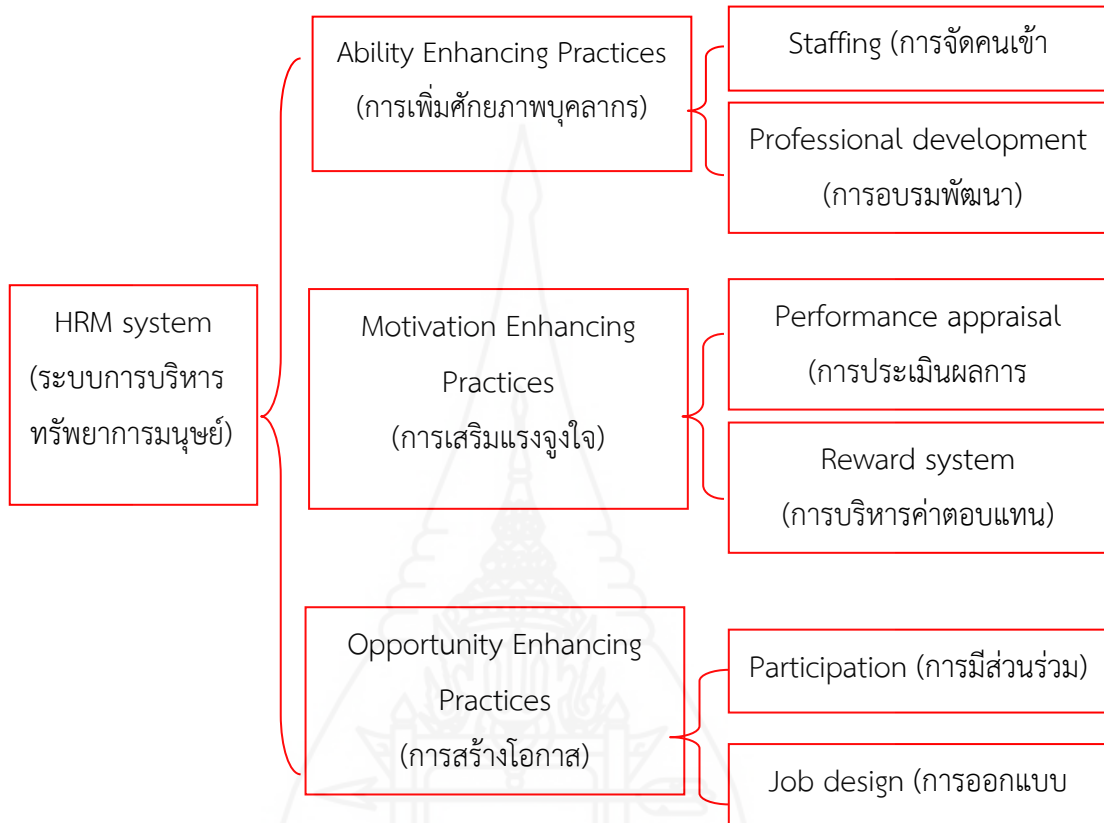 HRM system
(ระบบการบริหาร
ทรัพยาการมนุษย์)
Ability Enhancing Practices
(การเพิ่มศักยภาพบุคลากร)
Staffing (การจัดคนเข้า
Professional development
(การอบรมพัฒนา)
Motivation Enhancing
Practices
(การเสริมแรงจูงใจ)
Performance appraisal
(การประเมินผลการ
Reward system
(การบริหารค่าตอบแทน)
Opportunity Enhancing
Practices
(การสร้างโอกาส)
Participation (การมีส่วนร่วม)
Job design (การออกแบบ